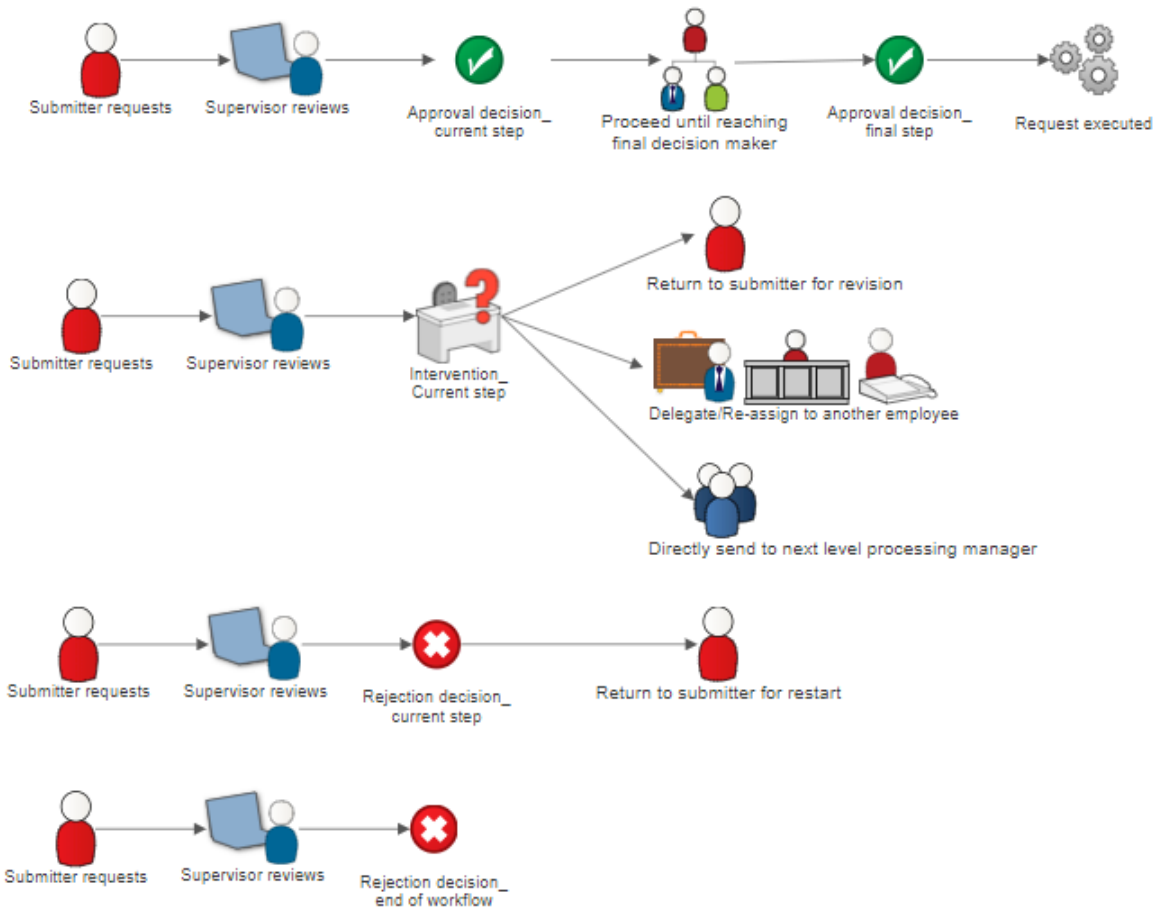 Submitter requests
Supervisor reviews
Approval decision_
current step
Proceed until reaching
final decision maker
Approval decision_
final step
Request executed
Submitter requests
Supervisor reviews
Intervention_
Current step
Return to submitter for revision
Delegate/Re-assign to another employee
Directly send to next level processing manager
Submitter requests
Supervisor reviews
Rejection decision_
current step
Return to submitter for restart
Submitter requests
Supervisor reviews
Rejection decision_
end of workflow